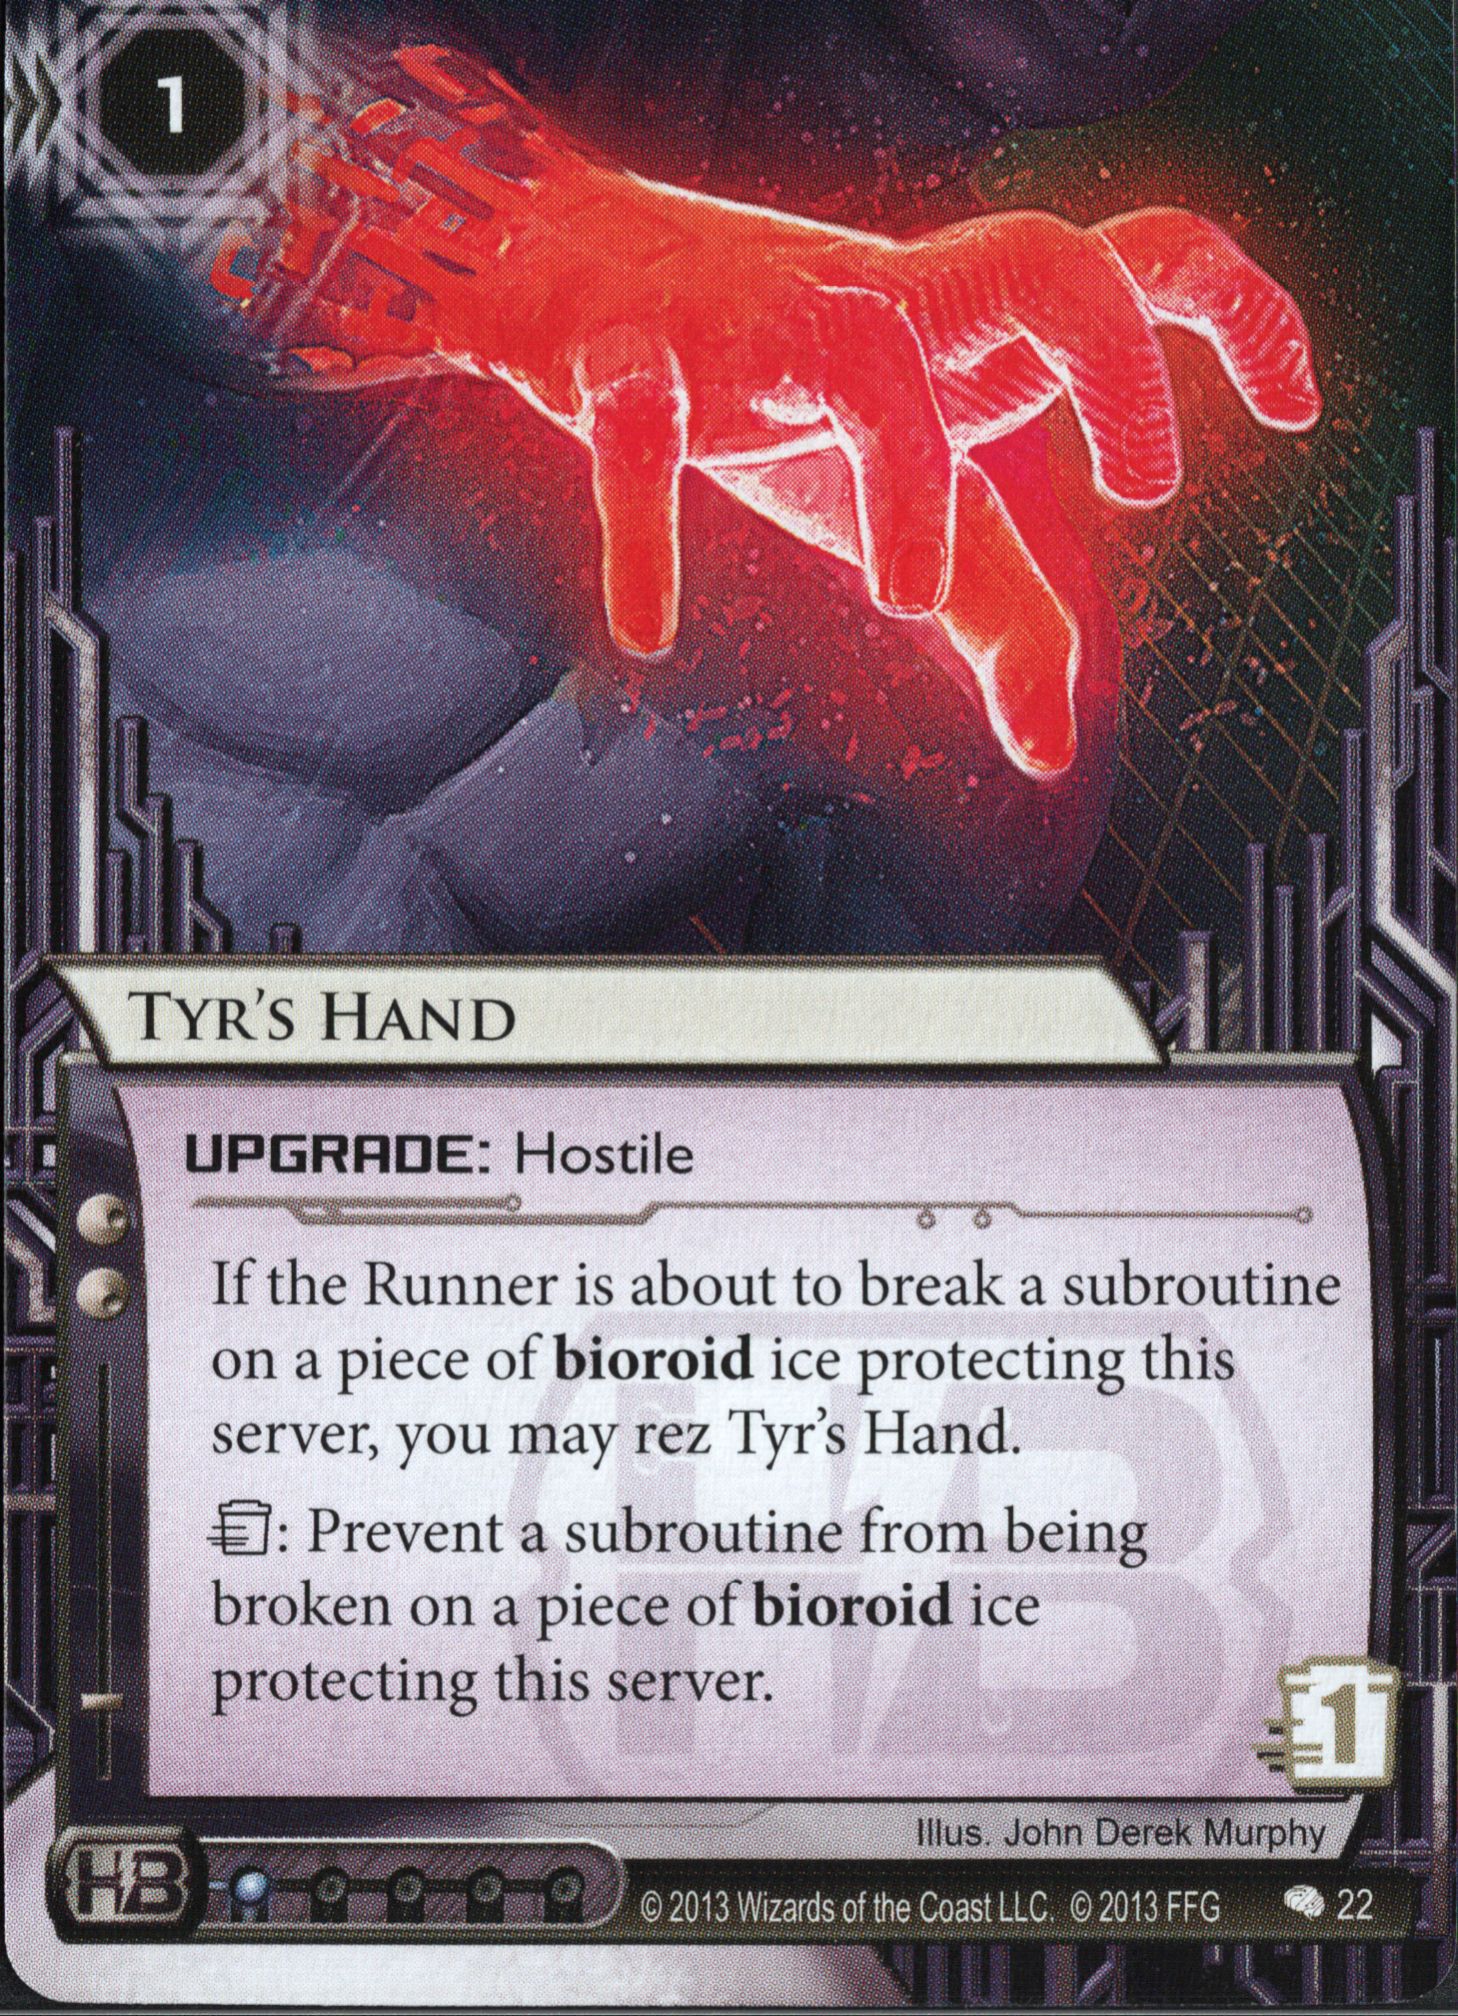 1
TYR'S HAND
UPGRADE: Hostile
If the Runner is about to break a subroutine
on a piece of bioroid ice protecting this
server, you may rez Tyr's Hand.
: Prevent a subroutine from being
broken on a piece of bioroid ice
protecting this server.
1
Illus. John Derek Murphy
HB
© 2013 Wizards of the Coast LLC. © 2013 FFG 22